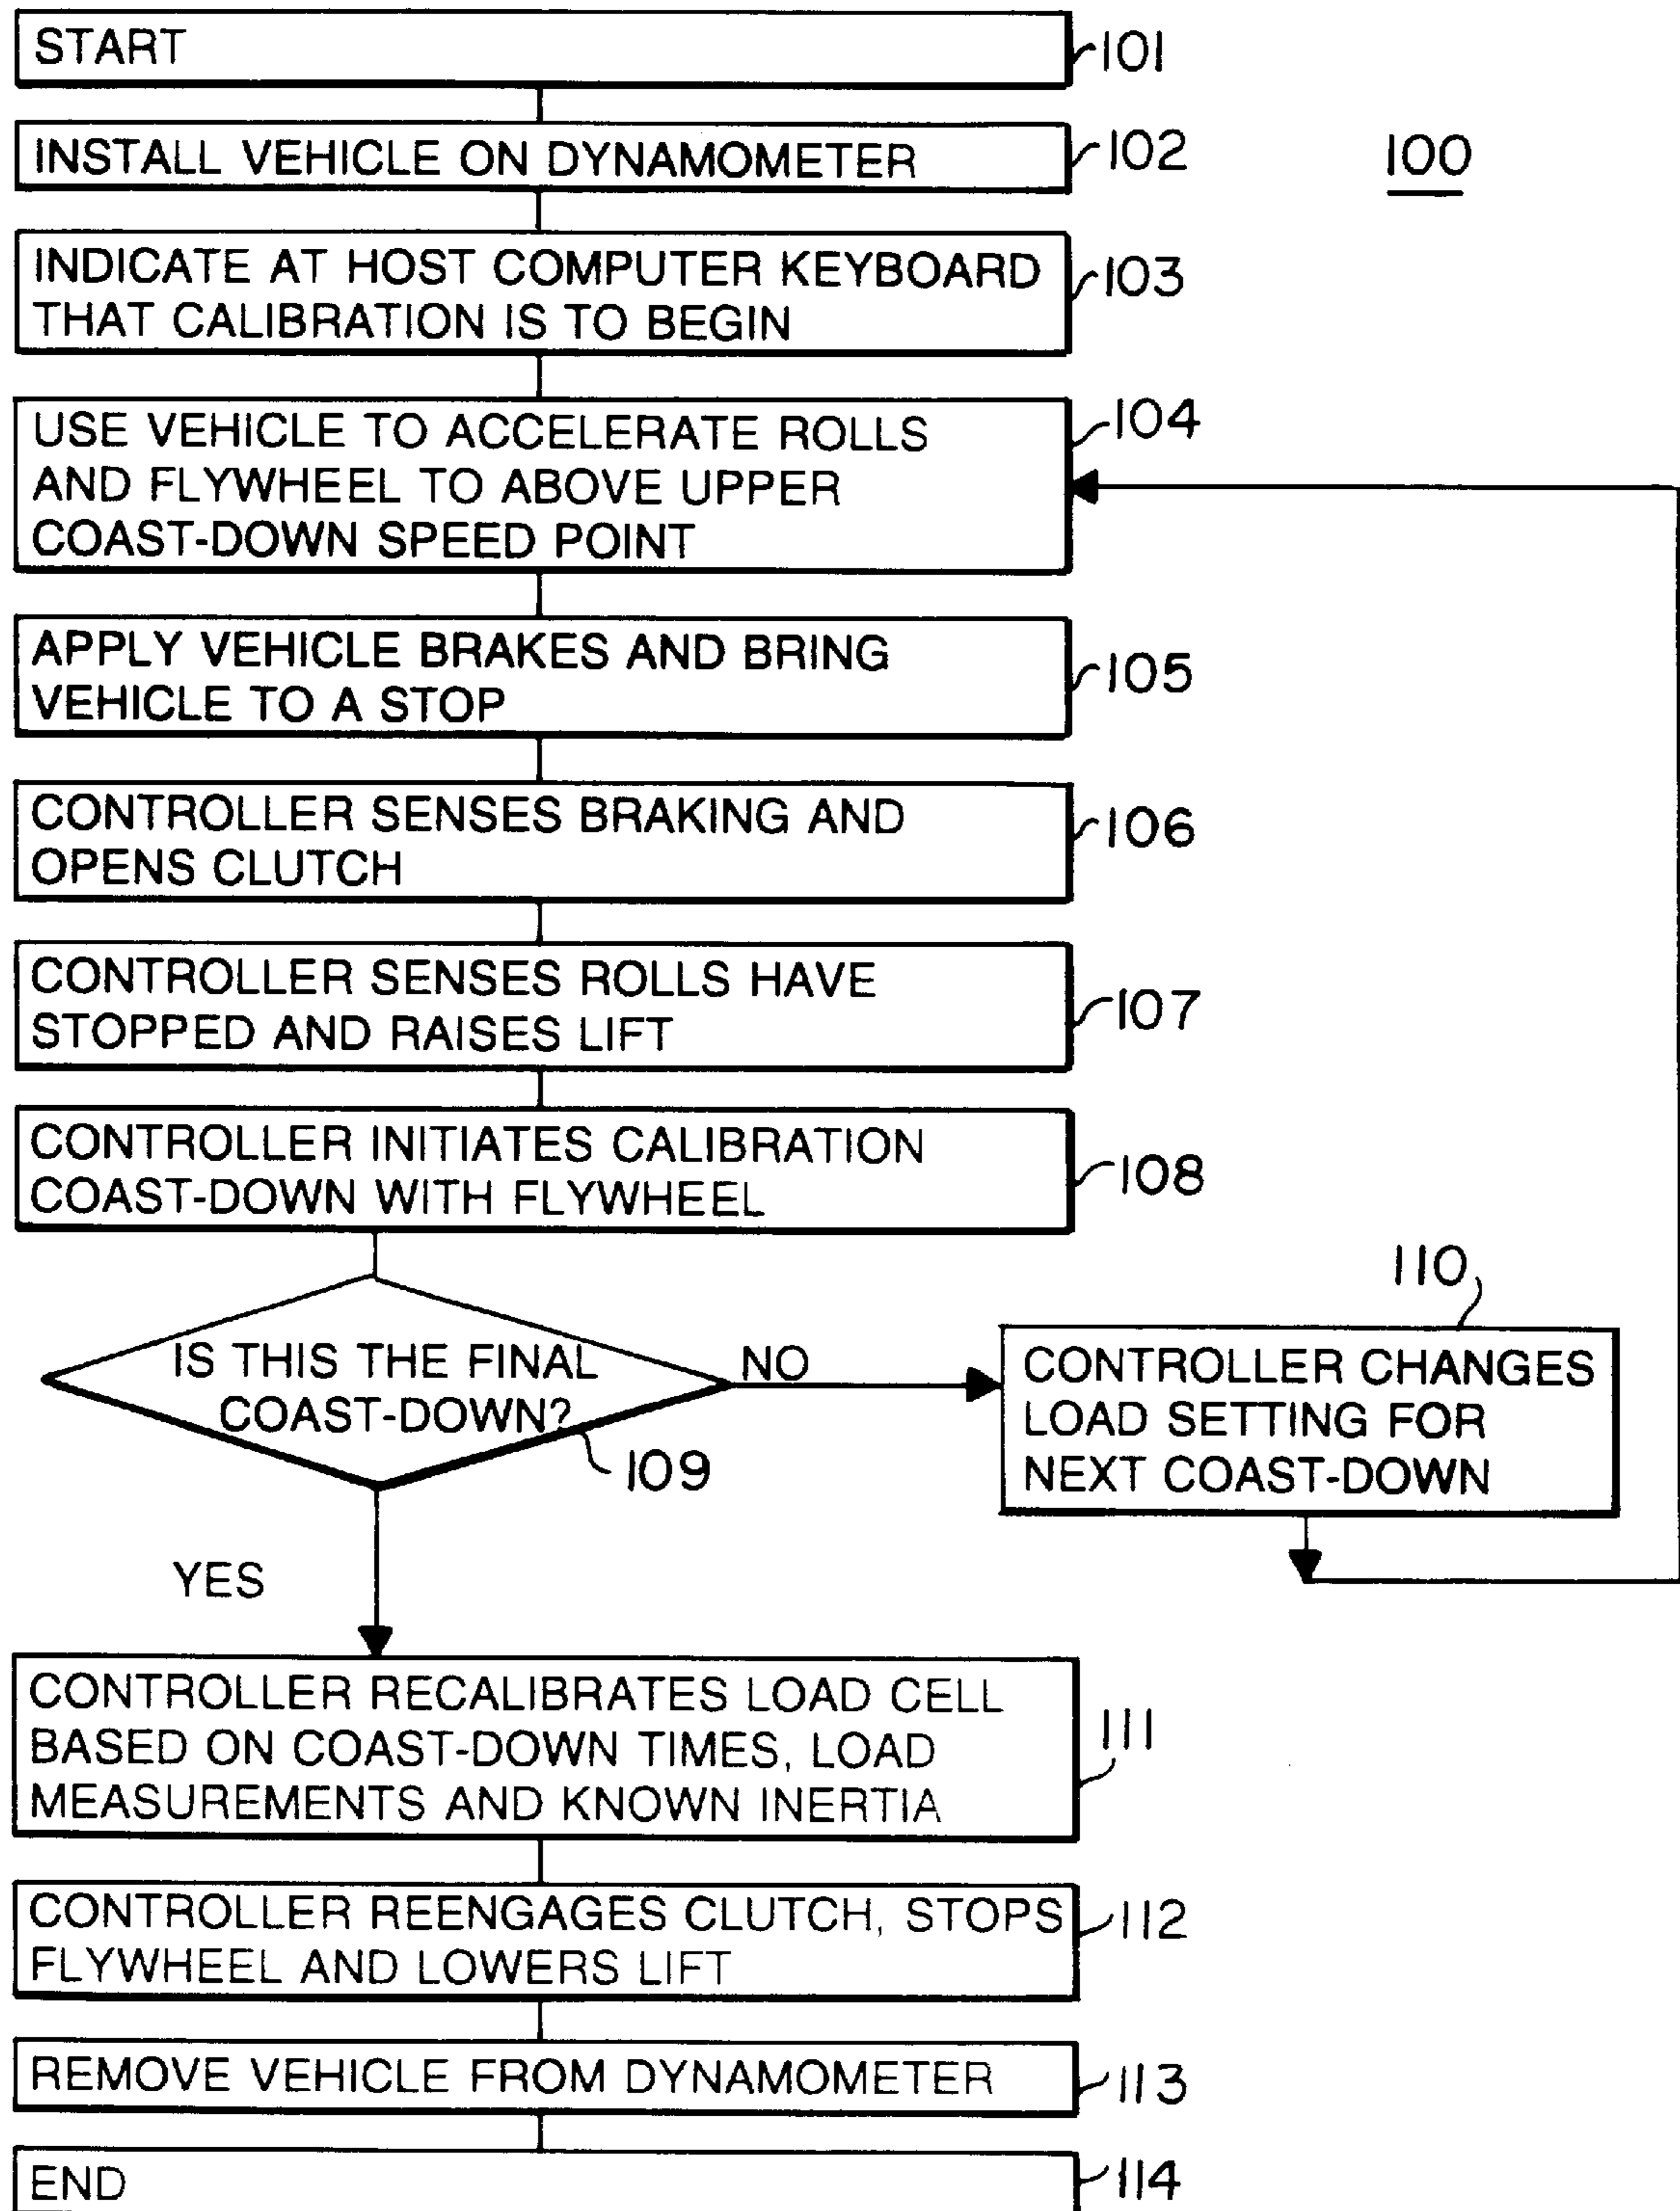 START
101
INSTALL VEHICLE ON DYNAMOMETER
102
100
INDICATE AT HOST COMPUTER KEYBOARD
THAT CALIBRATION IS TO BEGIN
103
USE VEHICLE TO ACCELERATE ROLLS
AND FLYWHEEL TO ABOVE UPPER
COAST-DOWN SPEED POINT
104
APPLY VEHICLE BRAKES AND BRING
VEHICLE TO A STOP
105
CONTROLLER SENSES BRAKING AND
OPENS CLUTCH
106
CONTROLLER SENSES ROLLS HAVE
STOPPED AND RAISES LIFT
107
CONTROLLER INITIATES CALIBRATION
COAST-DOWN WITH FLYWHEEL
108
IS THIS THE FINAL
COAST-DOWN?
109
NO
110
CONTROLLER CHANGES
LOAD SETTING FOR
NEXT COAST-DOWN
YES
CONTROLLER RECALIBRATES LOAD CELL
BASED ON COAST-DOWN TIMES, LOAD
MEASUREMENTS AND KNOWN INERTIA
111
CONTROLLER REENGAGES CLUTCH, STOPS
FLYWHEEL AND LOWERS LIFT
112
REMOVE VEHICLE FROM DYNAMOMETER
113
END
114